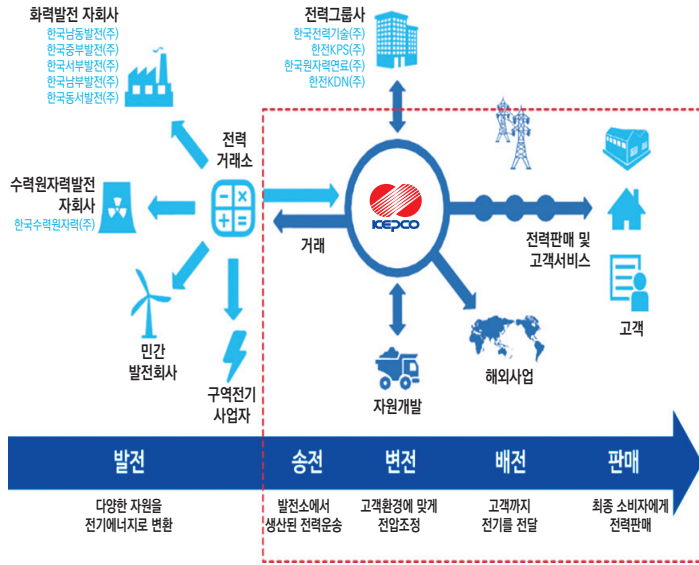 화력발전 자회사
한국남동발전(주)
한국중부발전(주)
한국서부발전(주)
한국남부발전(주)
한국동서발전(주)
전력그룹사
한국전력기술(주)
한전KPS(주)
한국원자력연료(주)
한전KDN(주)
전력
거래소
수력원자력발전
자회사
한국수력원자력(주)
KEPCO
거래
전력판매 및
고객서비스
고객
민간
발전회사
구역전기
사업자
자원개발
해외사업
발전
송전
변전
배전
판매
다양한 자원을
전기에너지로 변환
발전소에서
생산된 전력운송
고객환경에 맞게
전압조정
고객까지
전기를 전달
최종 소비자에게
전력판매